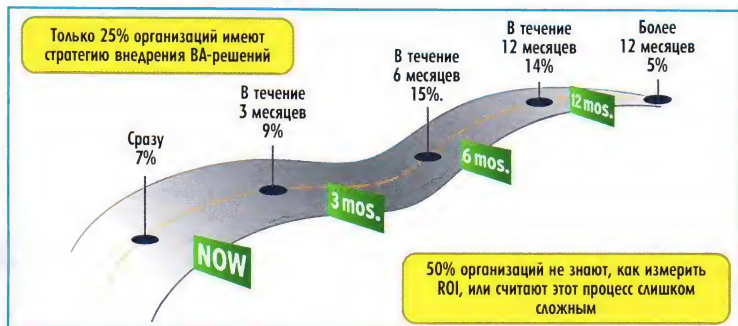 Только 25% организаций имеют
стратегию внедрения ВА-решений
Сразу
7%
В течение
3 месяцев
9%
В течение
6 месяцев
15%.
В течение
12 месяцев
14%
Более
12 месяцев
5%
NOW
3 mos.
6 mos.
12 mos.
50% организаций не знают, как измерить
ROI, или считают этот процесс слишком
сложным